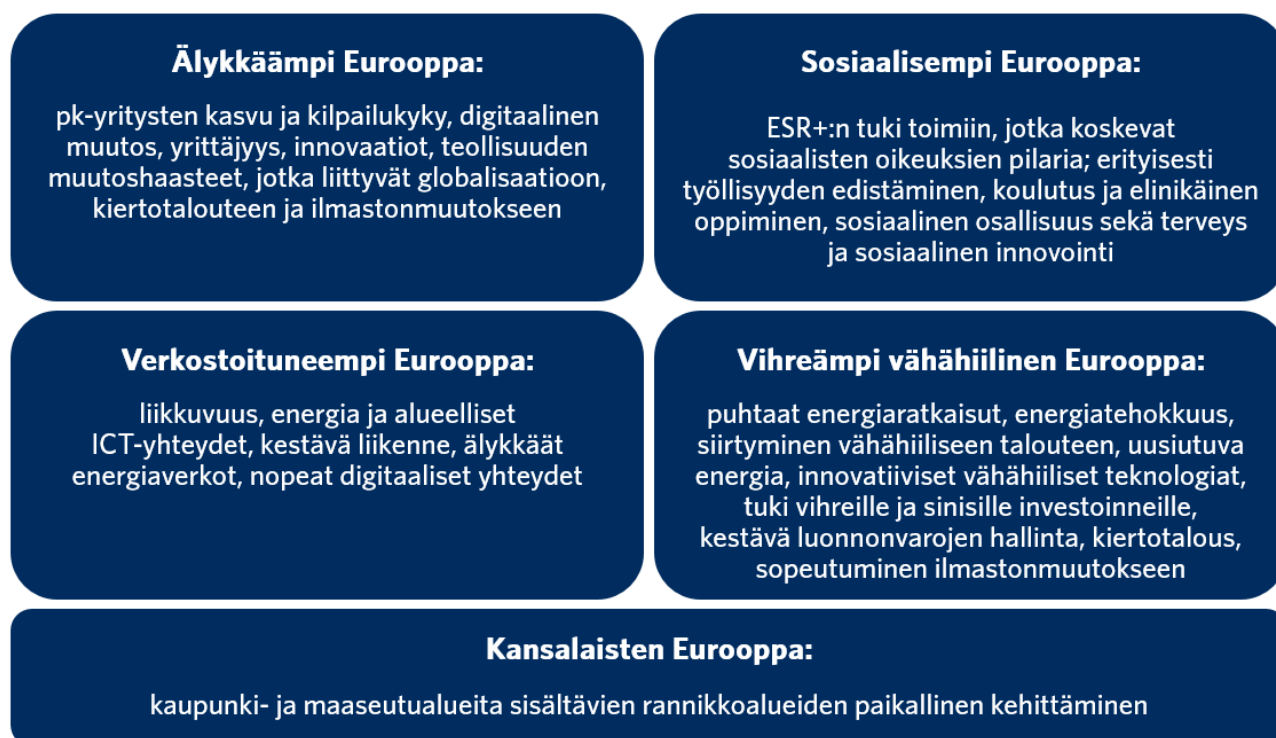 Älykkäämpi Eurooppa:
pk-yritysten kasvu ja kilpailukyky, digitaalinen
muutos, yrittäjyys, innovaatiot, teollisuuden
muutoshaasteet, jotka liittyvät globalisaatioon,
kiertotalouteen ja ilmastonmuutokseen
Sosiaalisempi Eurooppa:
ESR+:n tuki toimiin, jotka koskevat
sosiaalisten oikeuksien pilaria; erityisesti
työllisyyden edistäminen, koulutus ja elinikäinen
oppiminen, sosiaalinen osallisuus sekä terveys
ja sosiaalinen innovointi
Verkostoituneempi Eurooppa:
liikkuvuus, energia ja alueelliset
ICT-yhteydet, kestävä liikenne, älykkäät
energiaverkot, nopeat digitaaliset yhteydet
Vihreämpi vähähiilinen Eurooppa:
puhtaat energiaratkaisut, energiatehokkuus,
siirtyminen vähähiiliseen talouteen, uusiutuva
energia, innovatiiviset vähähiiliset teknologiat,
tuki vihreille ja sinisille investoinneille,
kestävä luonnonvarojen hallinta, kiertotalous,
sopeutuminen ilmastonmuutokseen
Kansalaisten Eurooppa:
kaupunki- ja maaseutualueita sisältävien rannikkoalueiden paikallinen kehittäminen